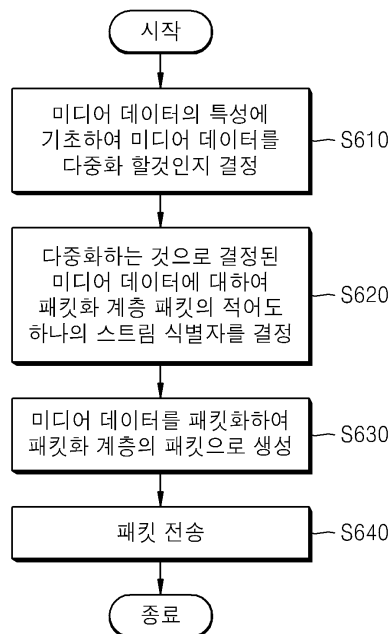 시작
미디어 데이터의 특성에
기초하여 미디어 데이터를
다중화 할것인지 결정
S610
다중화하는 것으로 결정된
미디어 데이터에 대하여
패킷화 계층 패킷의 적어도
하나의 스트림 식별자를 결정
S620
미디어 데이터를 패킷화하여
패킷화 계층의 패킷으로 생성
S630
패킷 전송
S640
종료